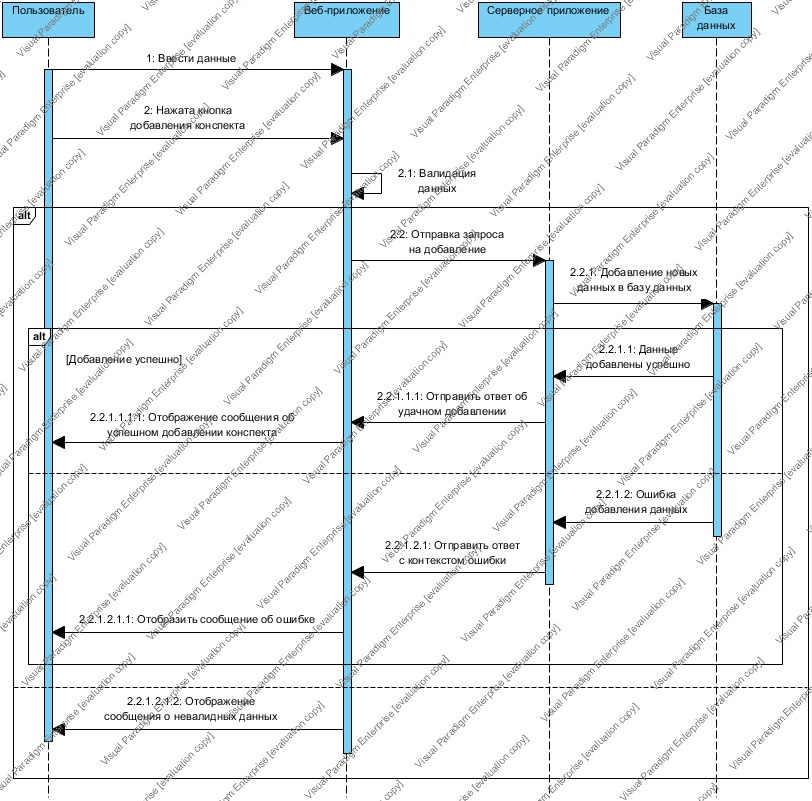 Пользователь
Веб-приложение
Серверное приложение
База
данных
1: Ввести данные
2: Нажата кнопка
добавления конспекта
2.1: Валидация
данных
alt
2.2: Отправка запроса
на добавление
2.2.1: Добавление новых
данных в базу данных
alt
[Добавление успешно]
2.2.1.1: Данные
добавлены успешно
2.2.1.1.1: Отправить ответ об
удачном добавлении
2.2.1.1.1.1: Отображение сообщения об
успешном добавлении конспекта
2.2.1.2: Ошибка
добавления данных
2.2.1.2.1: Отправить ответ
с контекстом ошибки
2.2.1.2.1.1: Отобразить сообщение об ошибке
2.2.1.2.1.2: Отображение
сообщения о невалидных данных
Visual Paradigm Enterprise [evaluation copy]